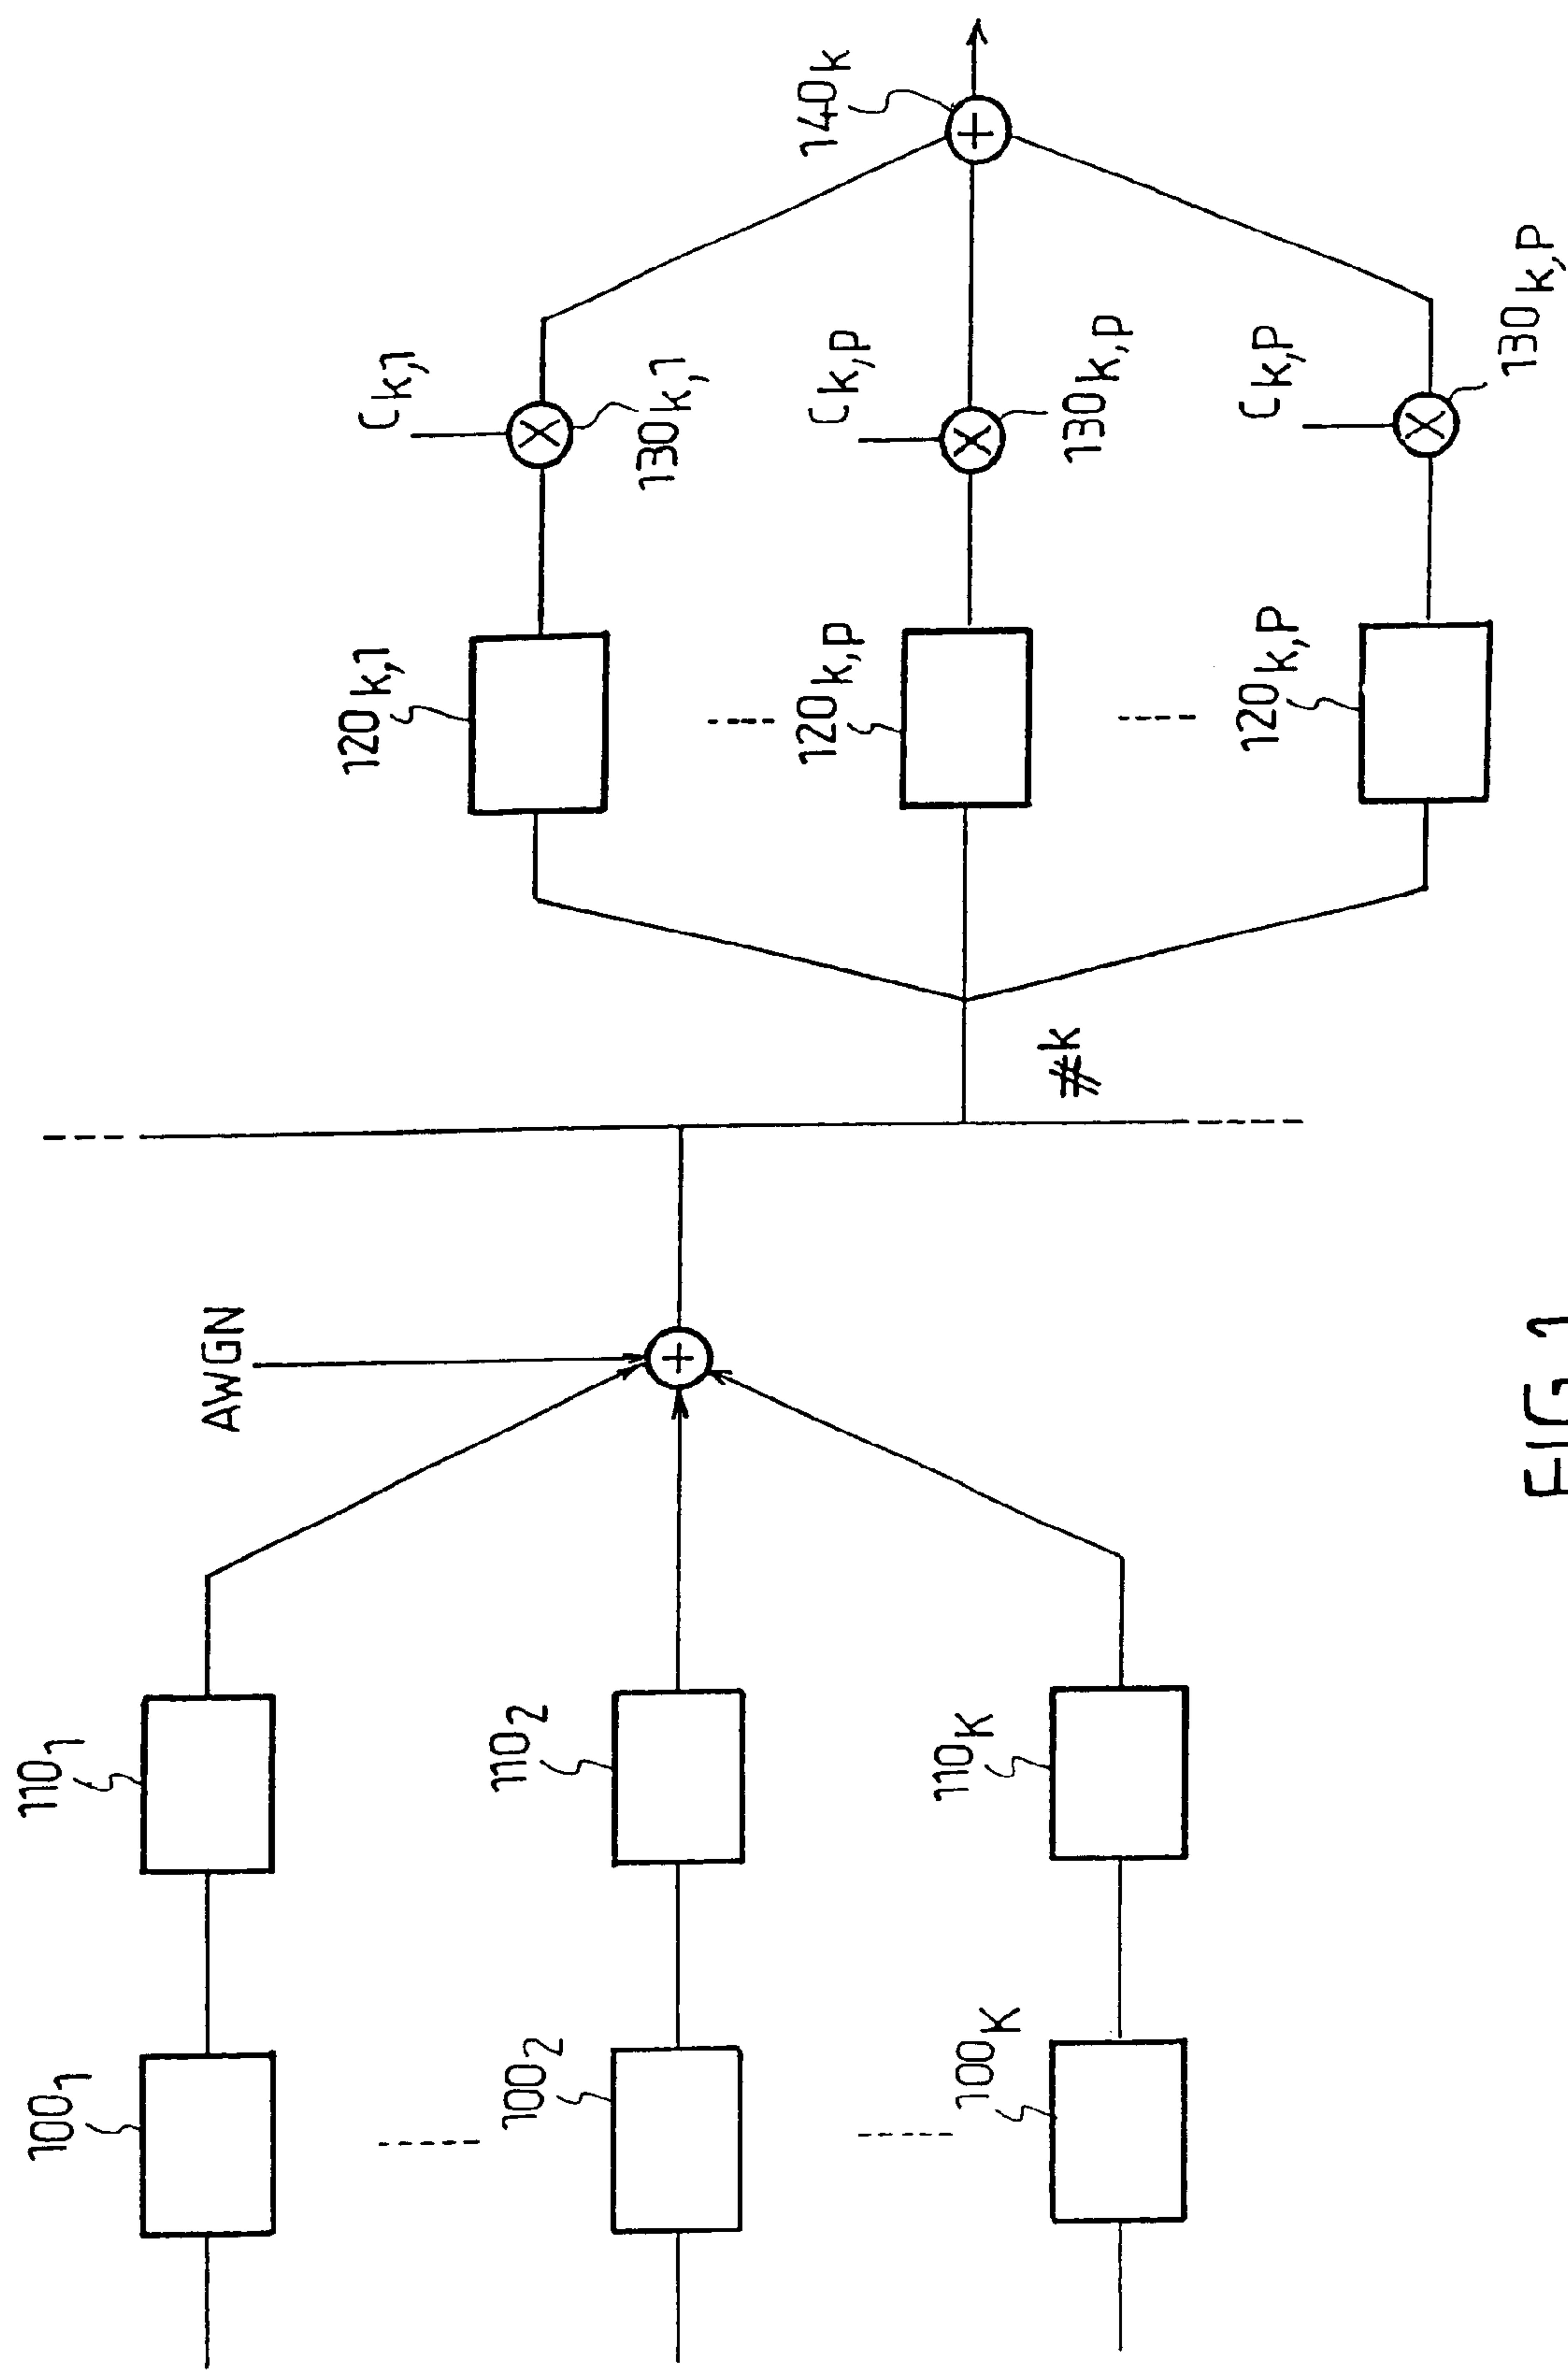 100₁
110₁
100₂
110₂
100K
110K
AWGN
#k
120k,1
Ck,1
130k,1
120k,p
Ck,p
130k,p
120k,P
Ck,P
130k,P
140k
FIG.1